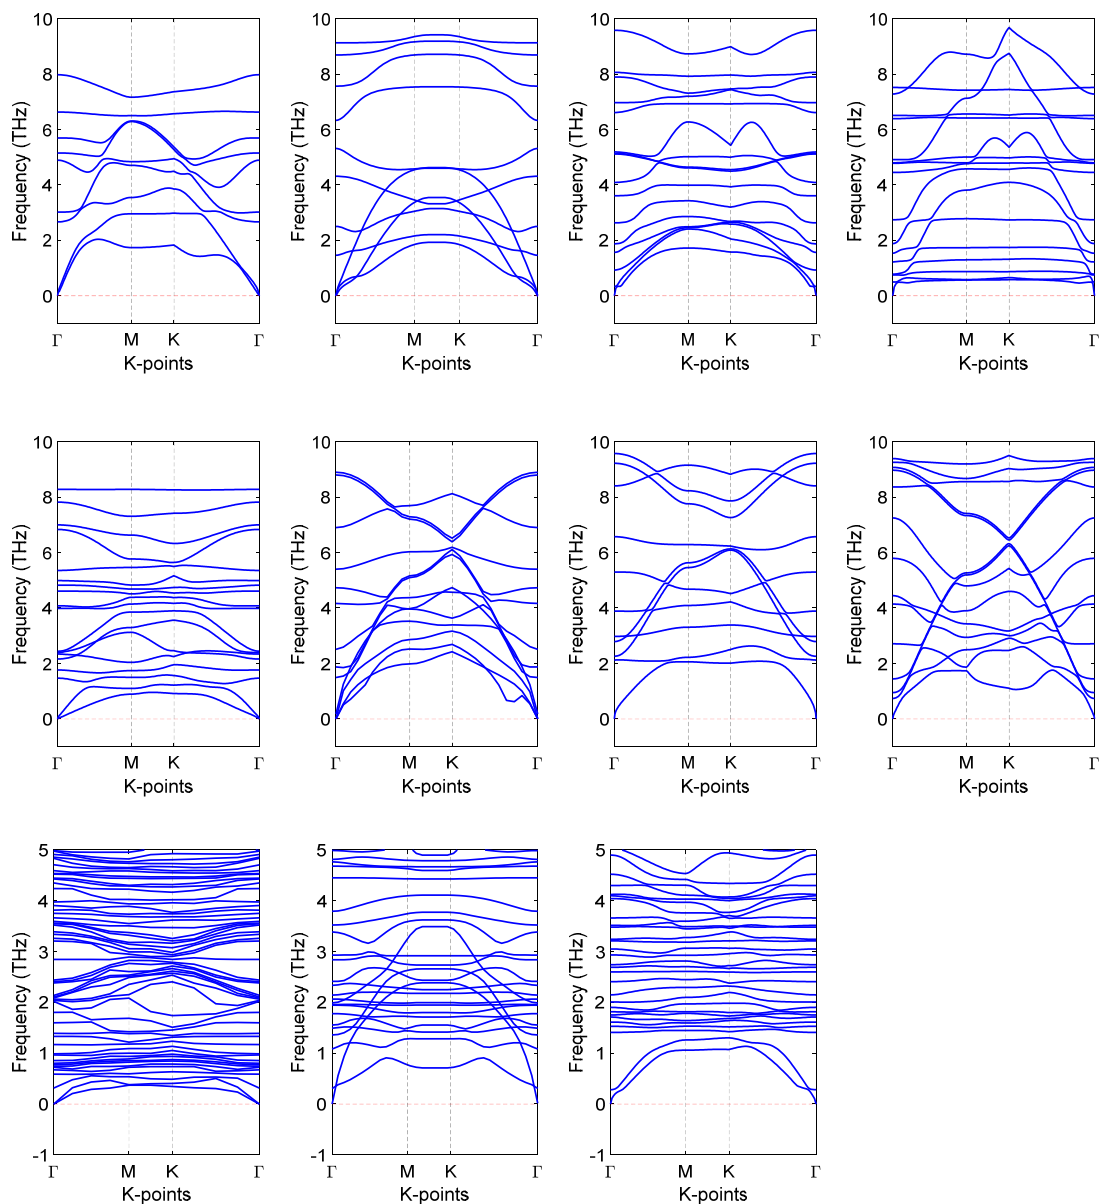 10
8
6
4
2
0
Frequency (THz)
Γ M K Γ
K-points
10
8
6
4
2
0
Frequency (THz)
Γ M K Γ
K-points
10
8
6
4
2
0
Frequency (THz)
Γ M K Γ
K-points
10
8
6
4
2
0
Frequency (THz)
Γ M K Γ
K-points
10
8
6
4
2
0
Frequency (THz)
Γ M K Γ
K-points
10
8
6
4
2
0
Frequency (THz)
Γ M K Γ
K-points
10
8
6
4
2
0
Frequency (THz)
Γ M K Γ
K-points
10
8
6
4
2
0
Frequency (THz)
Γ M K Γ
K-points
5
4
3
2
1
0
-1
Frequency (THz)
Γ M K Γ
K-points
5
4
3
2
1
0
-1
Frequency (THz)
Γ M K Γ
K-points
5
4
3
2
1
0
-1
Frequency (THz)
Γ M K Γ
K-points